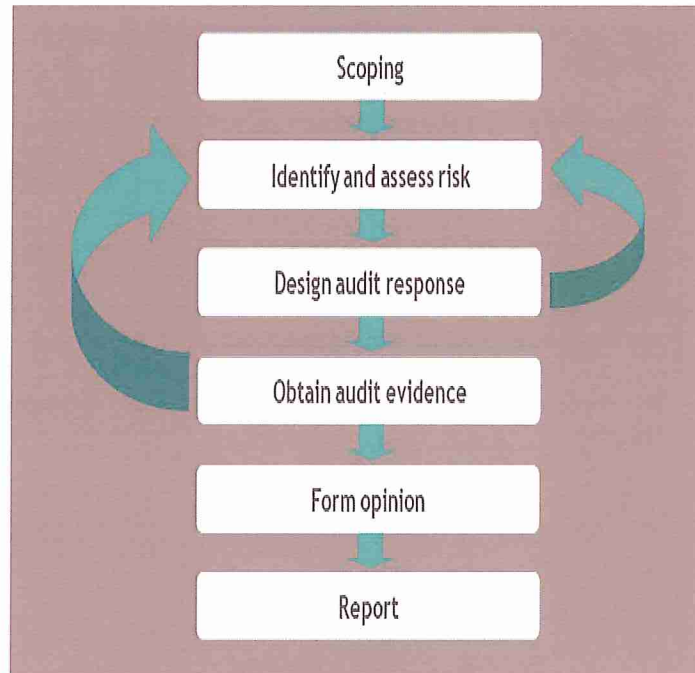 Scoping
Identify and assess risk
Design audit response
Obtain audit evidence
Form opinion
Report